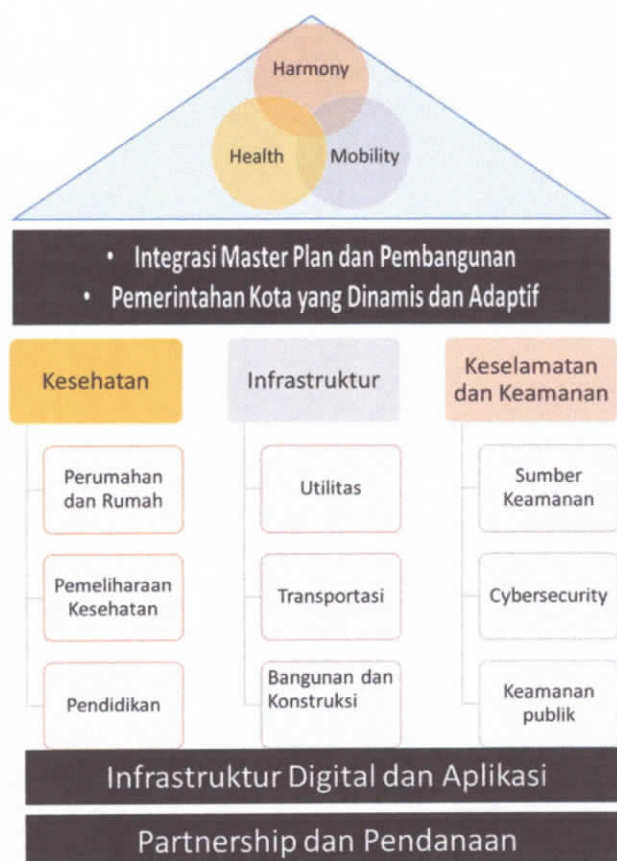 Harmony
Health
Mobility
• Integrasi Master Plan dan Pembangunan
• Pemerintahan Kota yang Dinamis dan Adaptif
Kesehatan
Infrastruktur
Keselamatan
dan Keamanan
Perumahan
dan Rumah
Utilitas
Sumber
Keamanan
Pemeliharaan
Kesehatan
Transportasi
Cybersecurity
Pendidikan
Bangunan dan
Konstruksi
Keamanan
publik
Infrastruktur Digital dan Aplikasi
Partnership dan Pendanaan